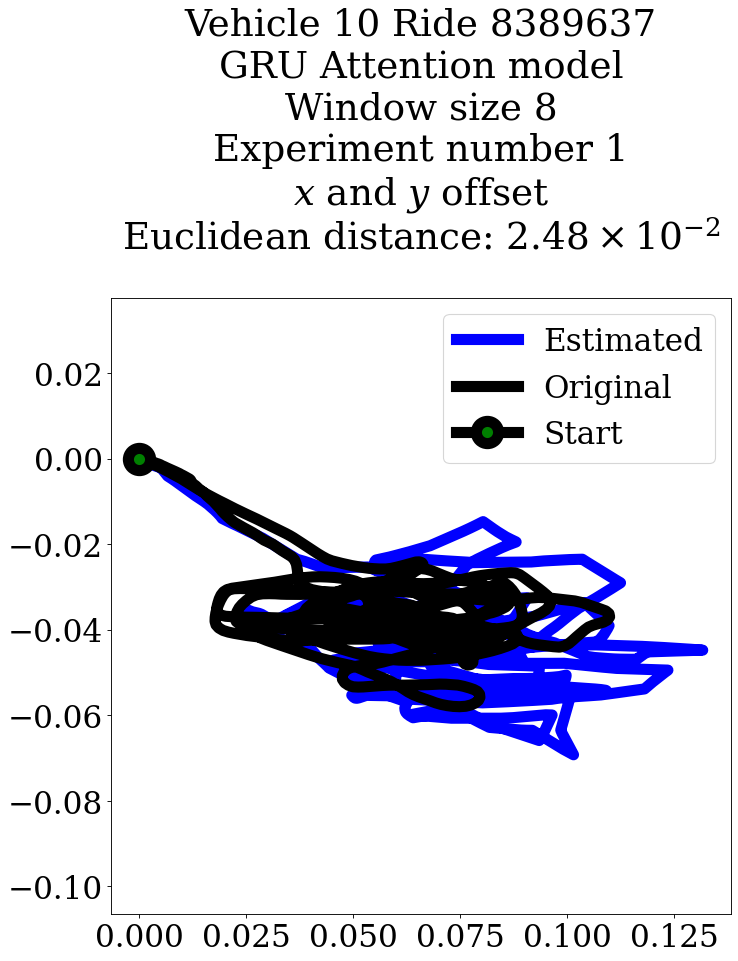 Vehicle 10 Ride 8389637
GRU Attention model
Window size 8
Experiment number 1
x and y offset
Euclidean distance: 2.48 × 10⁻²
Estimated
Original
Start
0.02
0.00
−0.02
−0.04
−0.06
−0.08
−0.10
0.000 0.025 0.050 0.075 0.100 0.125